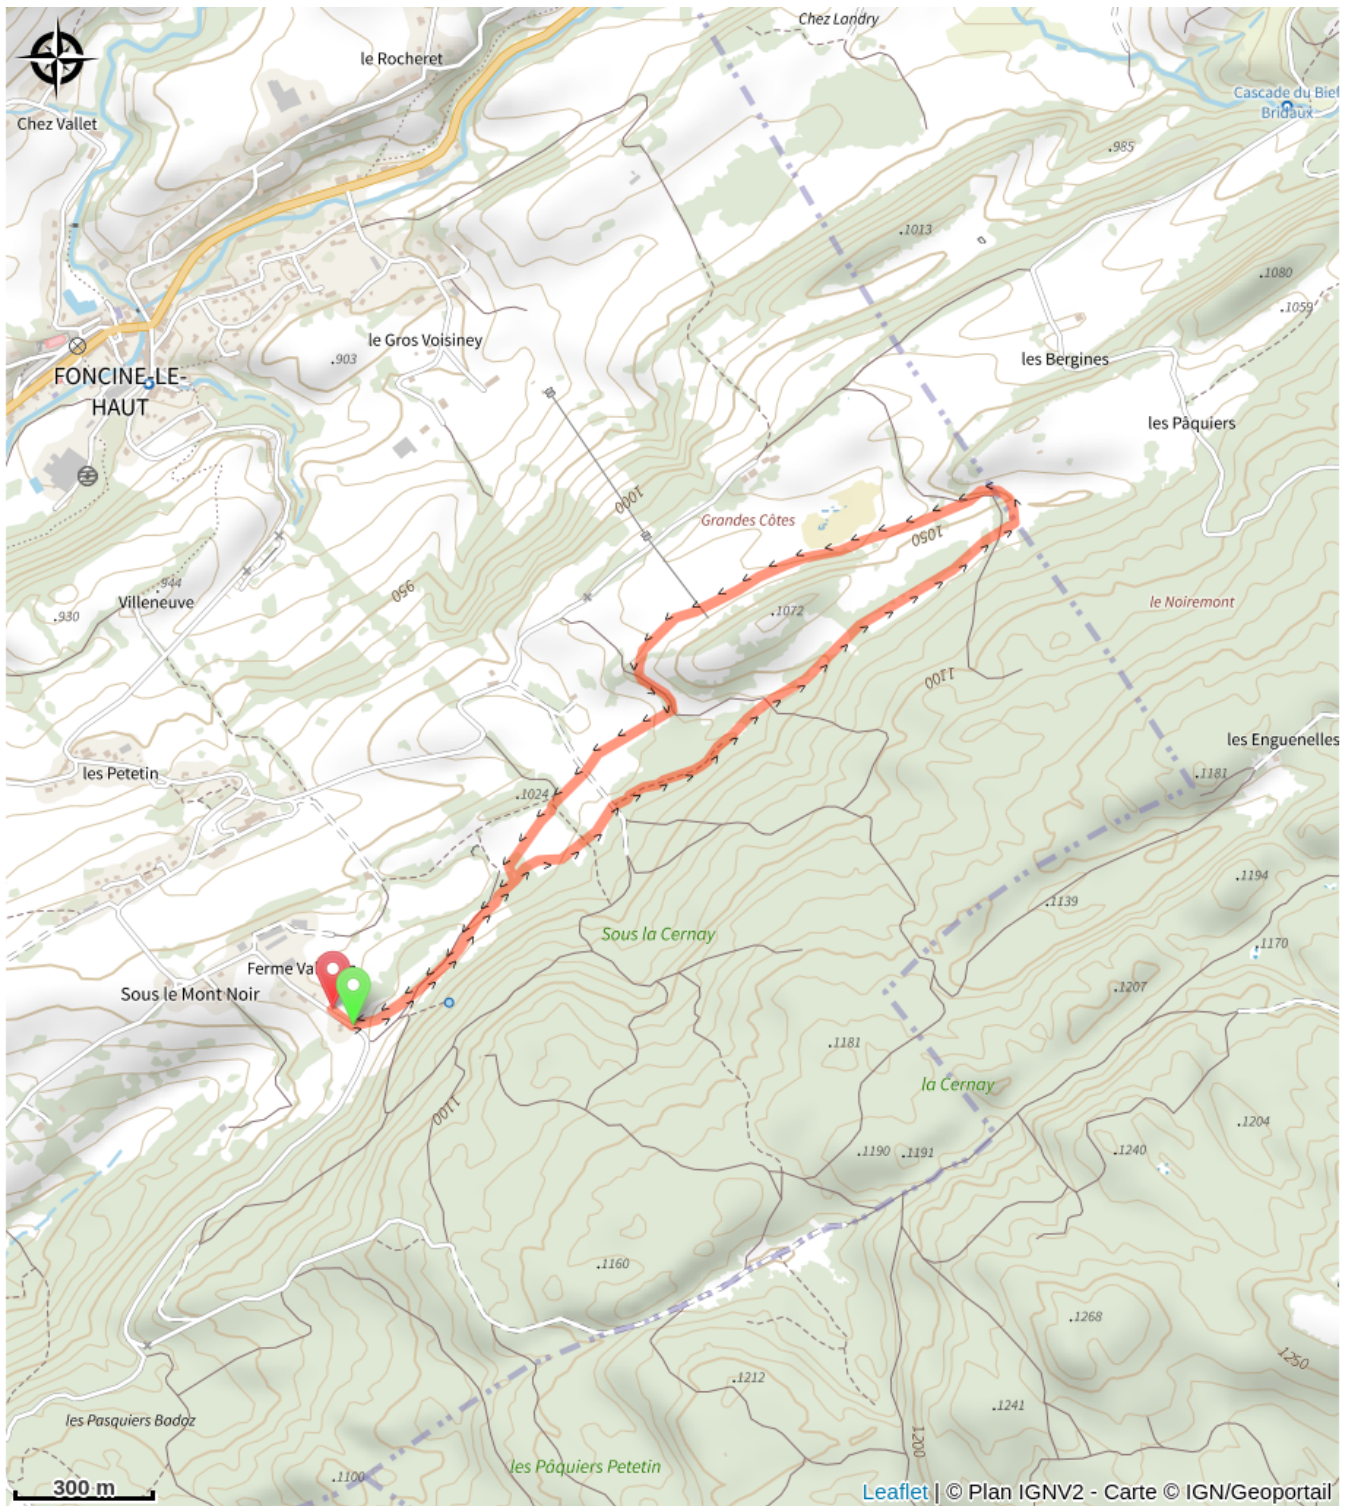 Chez Landry
le Rocheret
Cascade du Bief
Bridaux
Chez Vallet
985
1013
1080
1059
le Gros Voisiney
903
les Bergines
FONCINE-LE-
HAUT
les Pâquiers
1000
Grandes Côtes
1050
950
944
Villeneuve
930
1072
le Noiremont
1100
les Enguenelles
les Petetin
1181
1024
1194
1139
Sous la Cernay
1170
Ferme Va
Sous le Mont Noir
1207
1181
la Cernay
1100
1204
1190
1191
1240
1160
1268
1250
1212
1241
les Pasquiers Badoz
1200
les Pâquiers Petetin
1100
300 m
Leaflet | © Plan IGNV2 - Carte © IGN/Geoportail